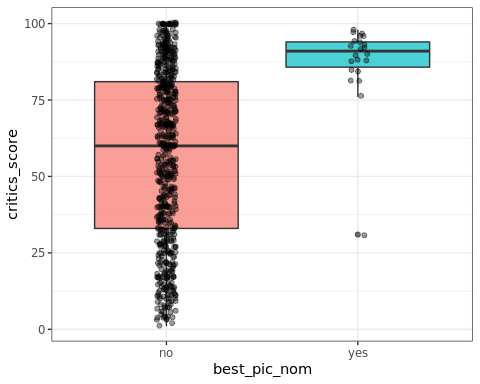 critics_score
100
75
50
25
0
no yes
best_pic_nom